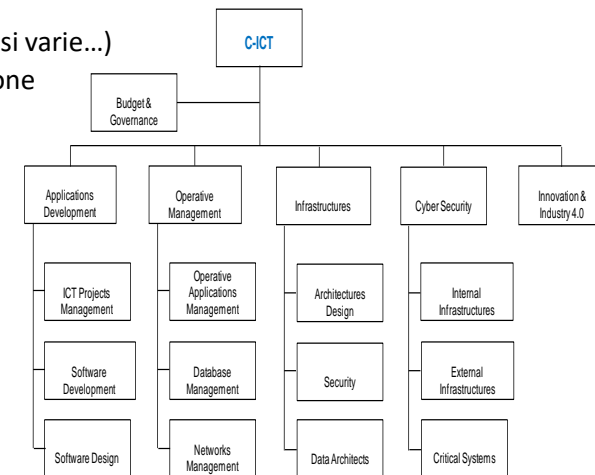 si varie…)
one
C-ICT
Budget &
Governance
Applications
Development
Operative
Management
Infrastructures
Cyber Security
Innovation &
Industry 4.0
ICT Projects
Management
Operative
Applications
Management
Architectures
Design
Internal
Infrastructures
Software
Development
Database
Management
Security
External
Infrastructures
Software Design
Networks
Management
Data Architects
Critical Systems